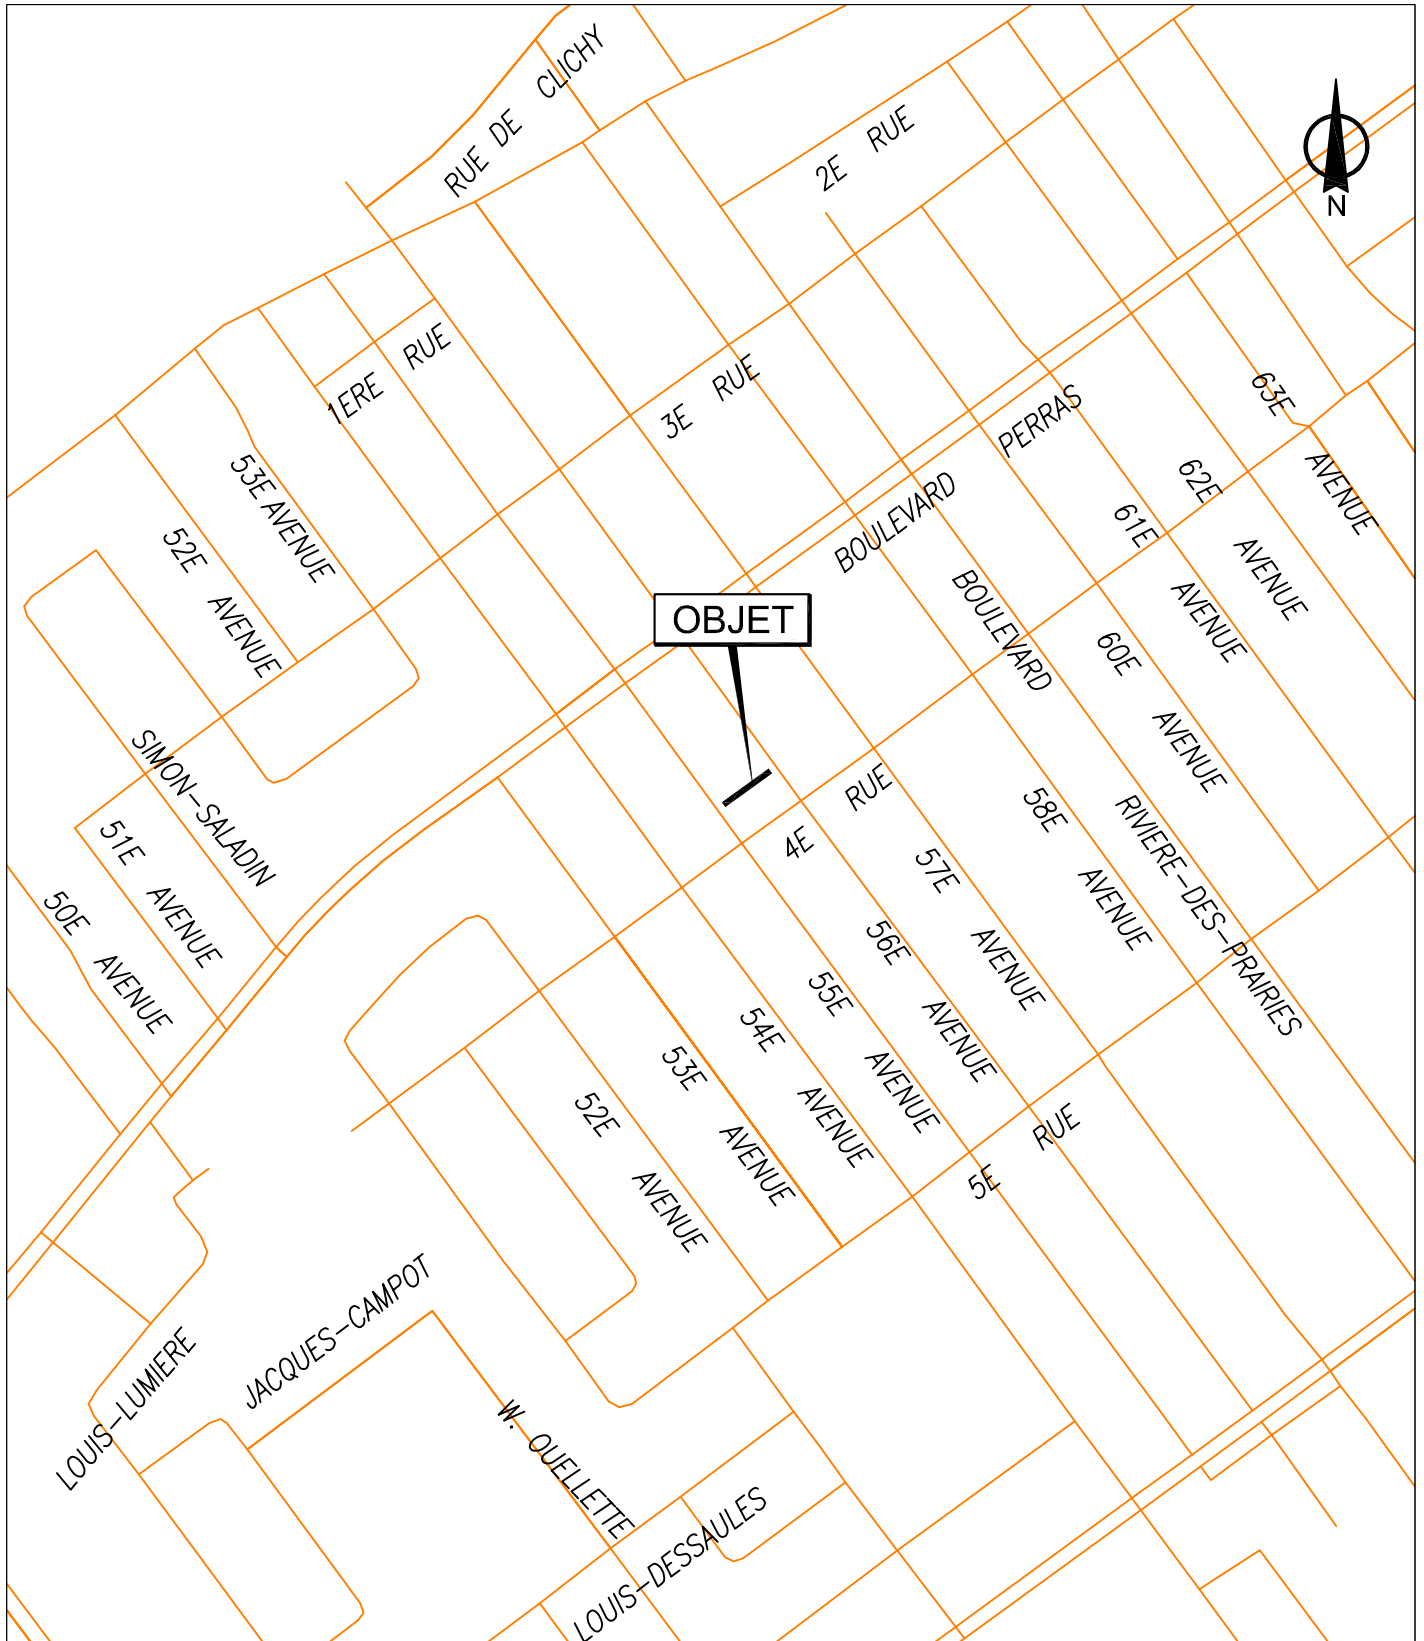 RUE DE CLICHY
2E RUE
N
1ERE RUE
3E RUE
BOULEVARD PERRAS
63E AVENUE
62E AVENUE
61E AVENUE
53E AVENUE
52E AVENUE
BOULEVARD RIVIERE-DES-PRAIRIES
OBJET
60E AVENUE
SIMON-SALADIN
4E RUE
58E AVENUE
51E AVENUE
57E AVENUE
50E AVENUE
56E AVENUE
55E AVENUE
54E AVENUE
53E AVENUE
52E AVENUE
5E RUE
JACQUES-CAMPOT
LOUIS-LUMIERE
W. OUELLETTE
LOUIS-DESSAULES